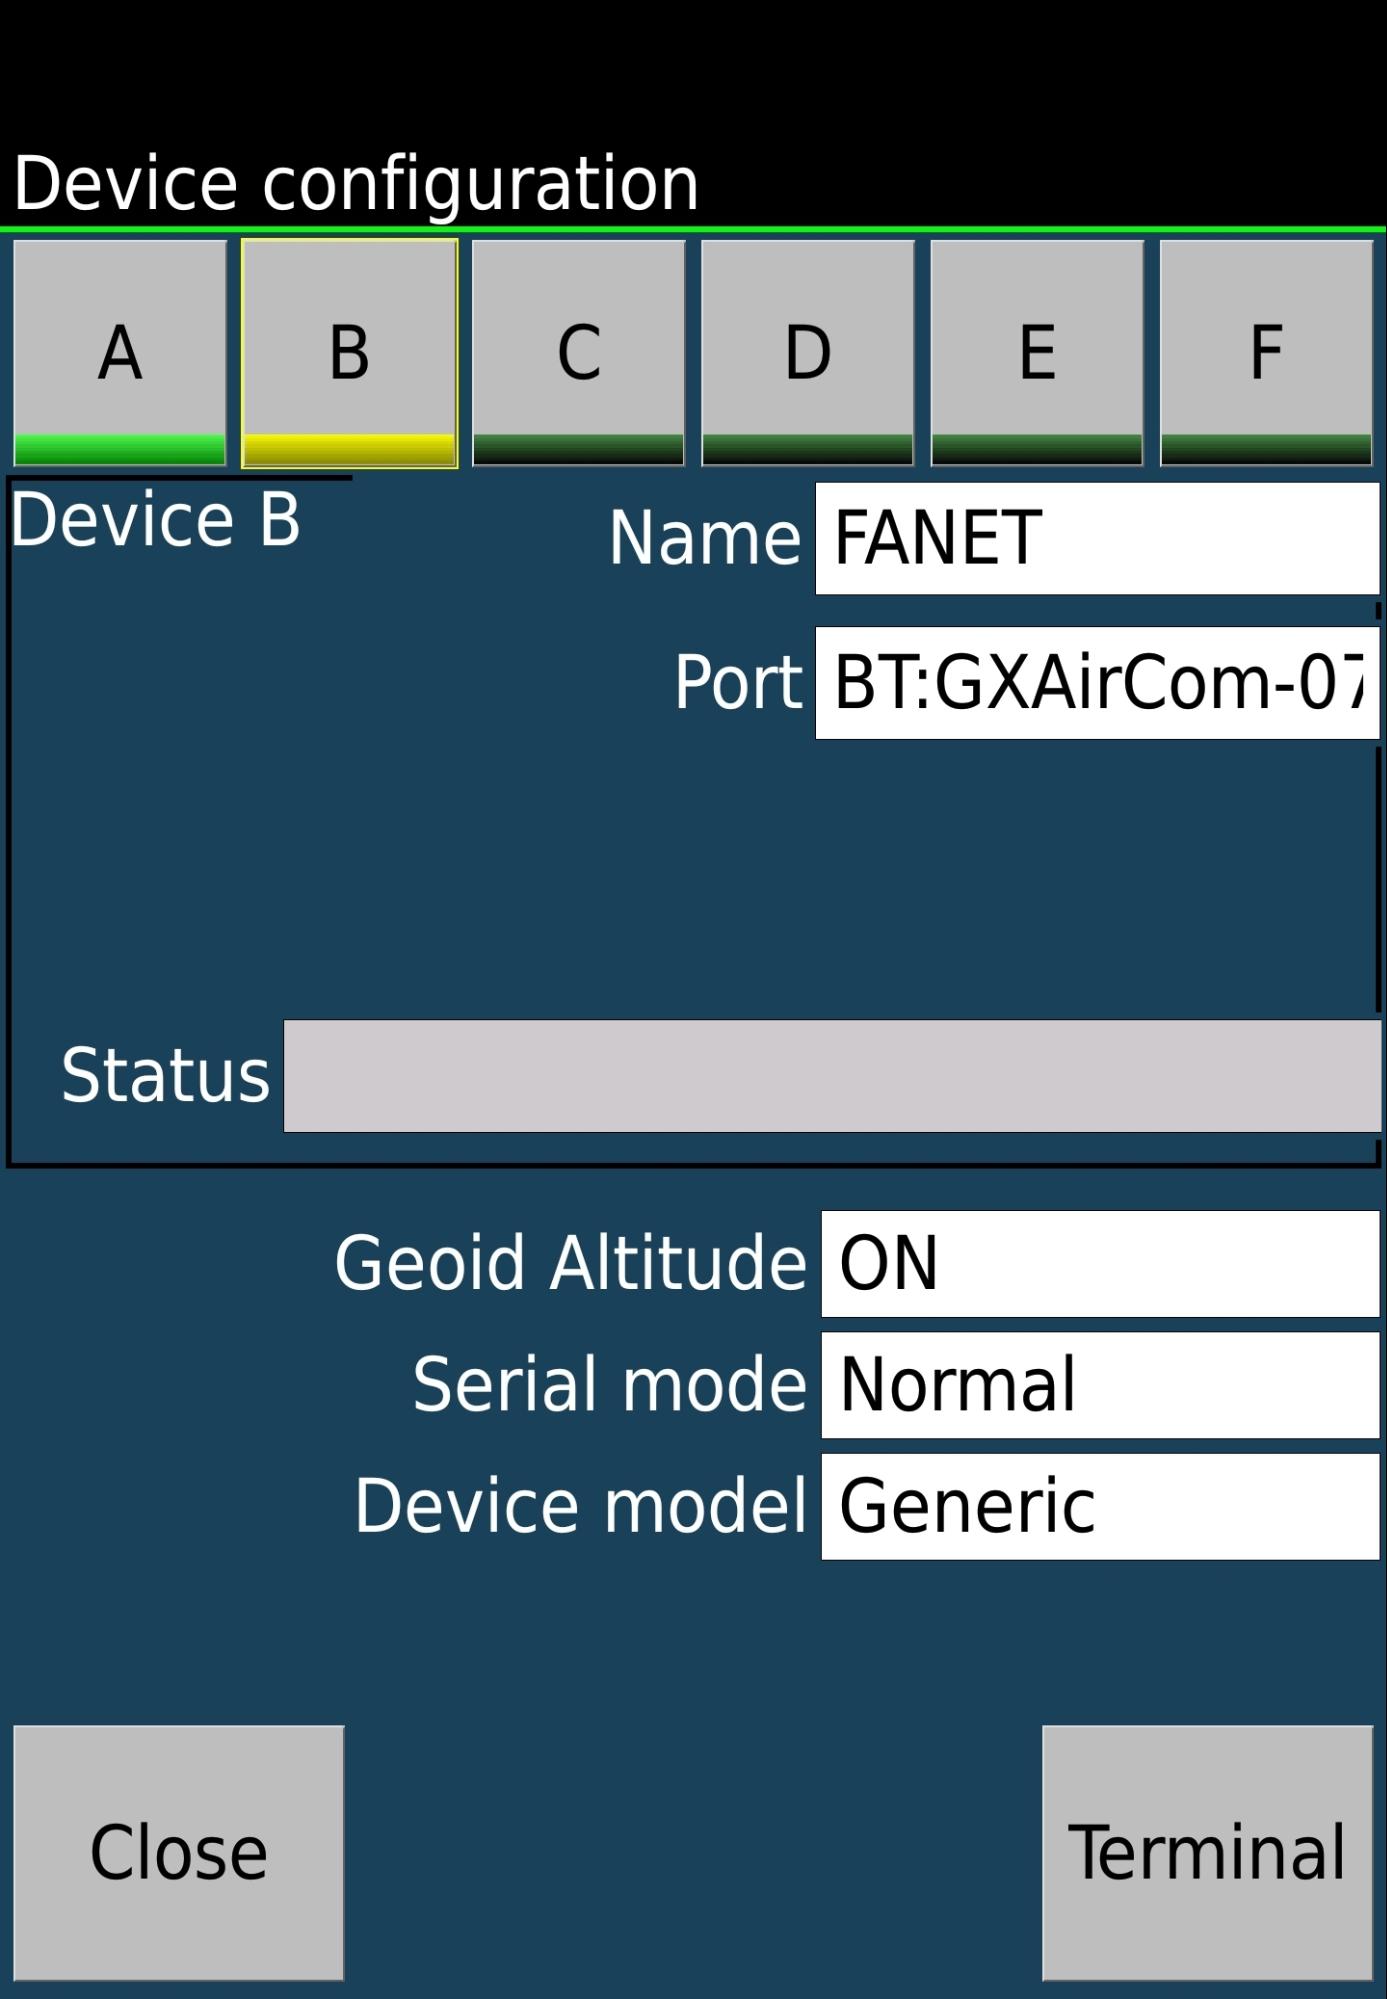 Device configuration
A B C D E F
Device B
Name FANET
Port BT:GXAirCom-07
Status
Geoid Altitude ON
Serial mode Normal
Device model Generic
Close Terminal